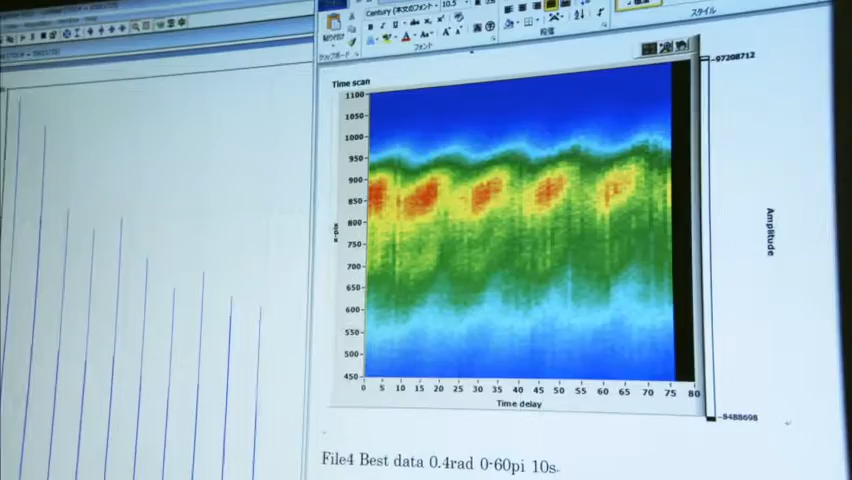 Century (本文のフォント) 10.5
フォント
段落
スタイル
Time scan
97208712
1100
1050
1000
950
900
850
800
750
700
650
600
550
500
450
x-pix
Amplitude
0 5 10 15 20 25 30 35 40 45 50 55 60 65 70 75 80
Time delay
-8488698
File4 Best data 0.4rad 0-60pi 10s